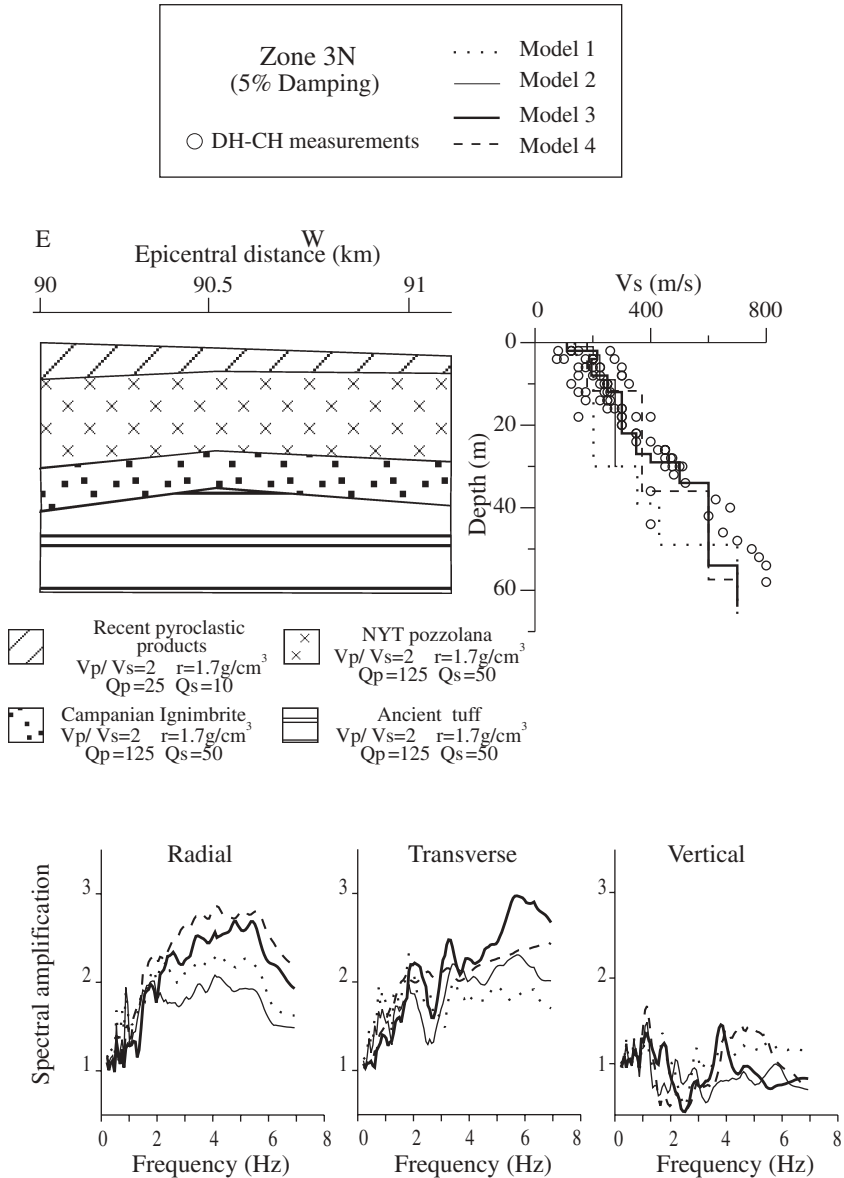 Zone 3N
(5% Damping)
DH-CH measurements
Model 1
Model 2
Model 3
Model 4
E W
Epicentral distance (km)
90 90.5 91
Vs (m/s)
0 400 800
0
20
40
60
Depth (m)
Recent pyroclastic
products
Vp/ Vs=2 r=1.7g/cm3
Qp=25 Qs=10
NYT pozzolana
Vp/ Vs=2 r=1.7g/cm3
Qp=125 Qs=50
Campanian Ignimbrite
Vp/ Vs=2 r=1.7g/cm3
Qp=125 Qs=50
Ancient tuff
Vp/ Vs=2 r=1.7g/cm3
Qp=125 Qs=50
Spectral amplification
Radial
3
2
1
0 2 4 6 8
Frequency (Hz)
Transverse
3
2
1
0 2 4 6 8
Frequency (Hz)
Vertical
3
2
1
0 2 4 6 8
Frequency (Hz)